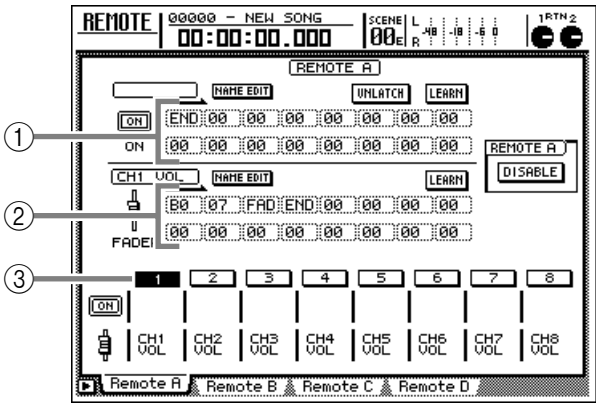 REMOTE 00000 - NEW SONG SCENE L 1RTN2
00:00:00.000 00E R -48 -18 -6 0
REMOTE A
NAME EDIT UNLATCH LEARN
1 ON END 00 00 00 00 00 00 00
ON 00 00 00 00 00 00 00 00
REMOTE A
DISABLE
CH1 VOL NAME EDIT LEARN
2 B0 07 FAD END 00 00 00 00
FADER 00 00 00 00 00 00 00 00
3 1 2 3 4 5 6 7 8
ON
CH1 VOL CH2 VOL CH3 VOL CH4 VOL CH5 VOL CH6 VOL CH7 VOL CH8 VOL
Remote A Remote B Remote C Remote D